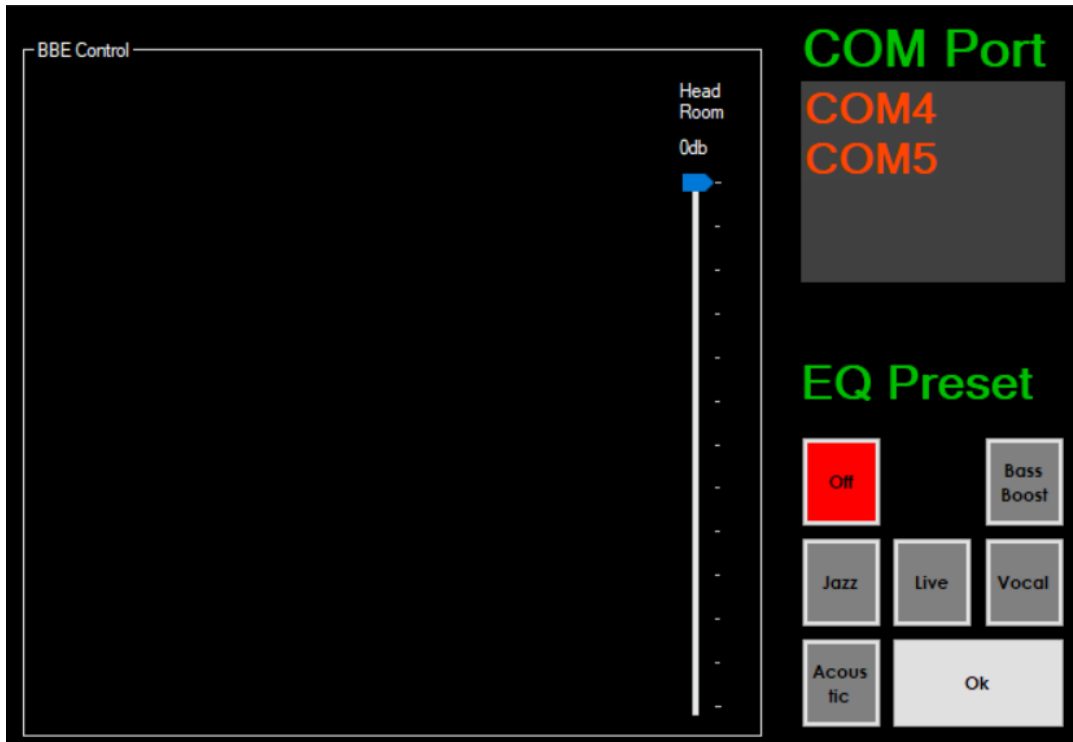 BBE Control
Head
Room
0db
COM Port
COM4
COM5
EQ Preset
Off
Bass
Boost
Jazz
Live
Vocal
Acous
tic
Ok